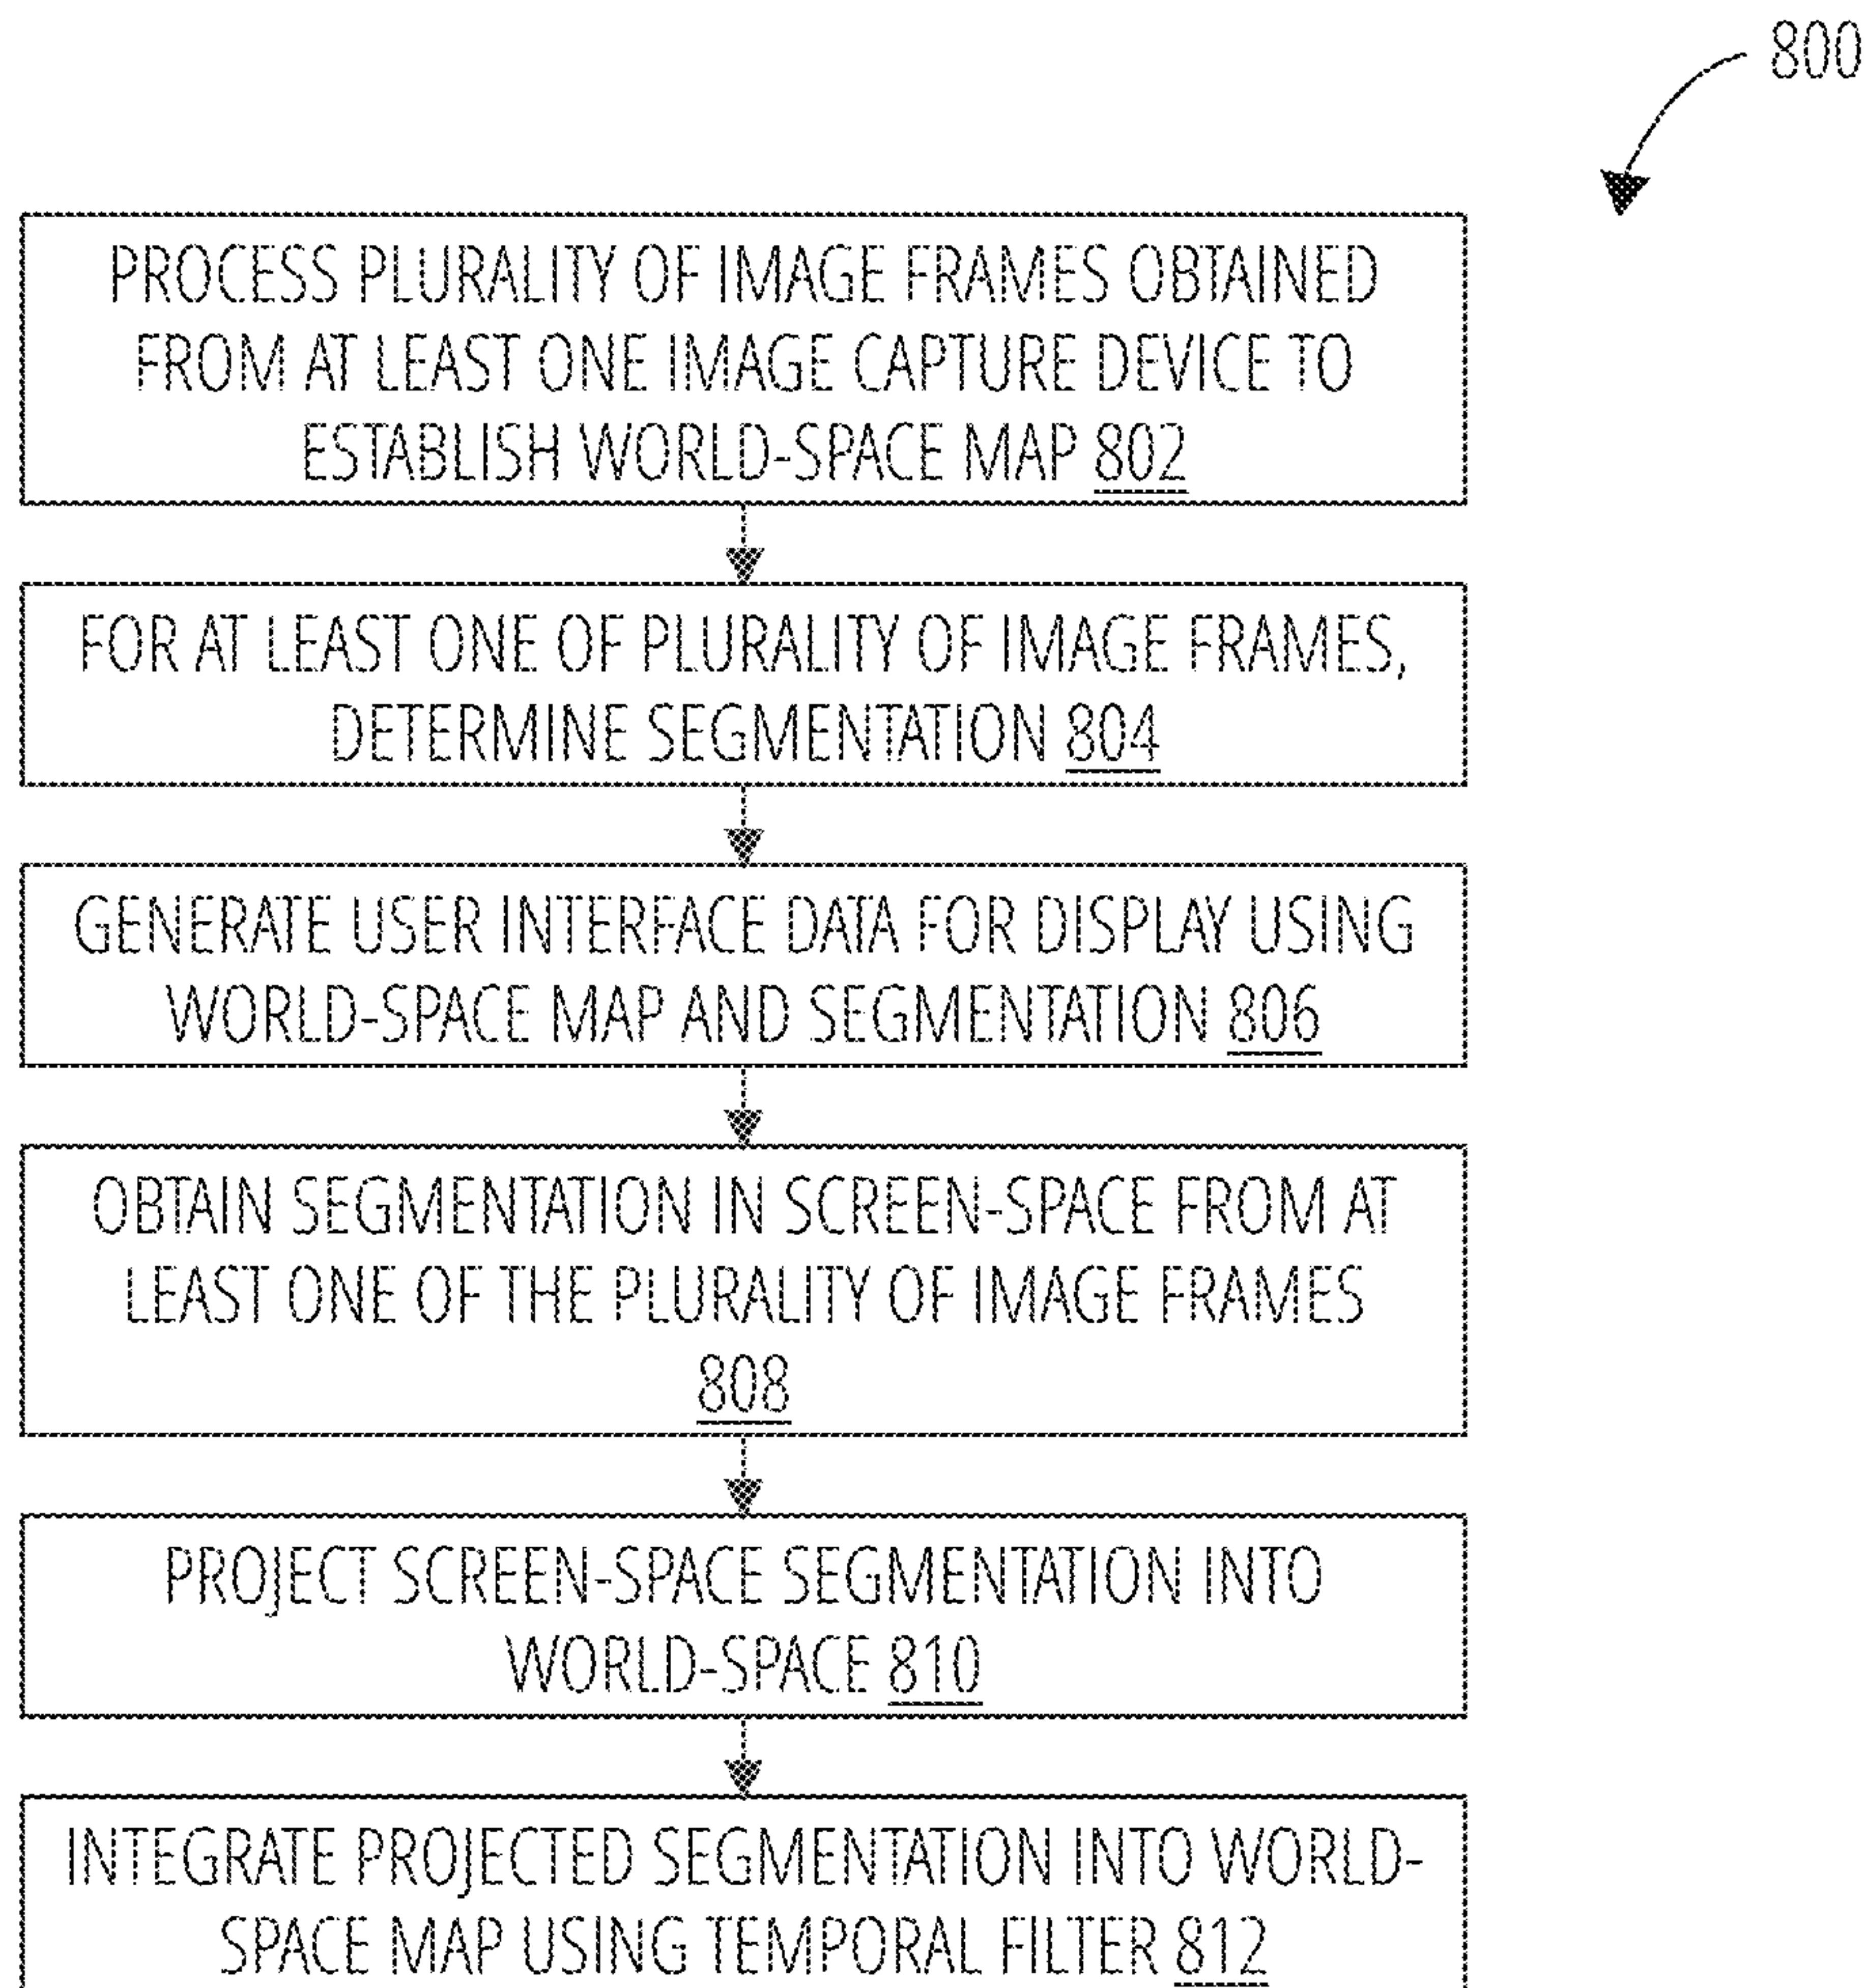 800
PROCESS PLURALITY OF IMAGE FRAMES OBTAINED
FROM AT LEAST ONE IMAGE CAPTURE DEVICE TO
ESTABLISH WORLD-SPACE MAP 802
FOR AT LEAST ONE OF PLURALITY OF IMAGE FRAMES,
DETERMINE SEGMENTATION 804
GENERATE USER INTERFACE DATA FOR DISPLAY USING
WORLD-SPACE MAP AND SEGMENTATION 806
OBTAIN SEGMENTATION IN SCREEN-SPACE FROM AT
LEAST ONE OF THE PLURALITY OF IMAGE FRAMES
808
PROJECT SCREEN-SPACE SEGMENTATION INTO
WORLD-SPACE 810
INTEGRATE PROJECTED SEGMENTATION INTO WORLD-
SPACE MAP USING TEMPORAL FILTER 812